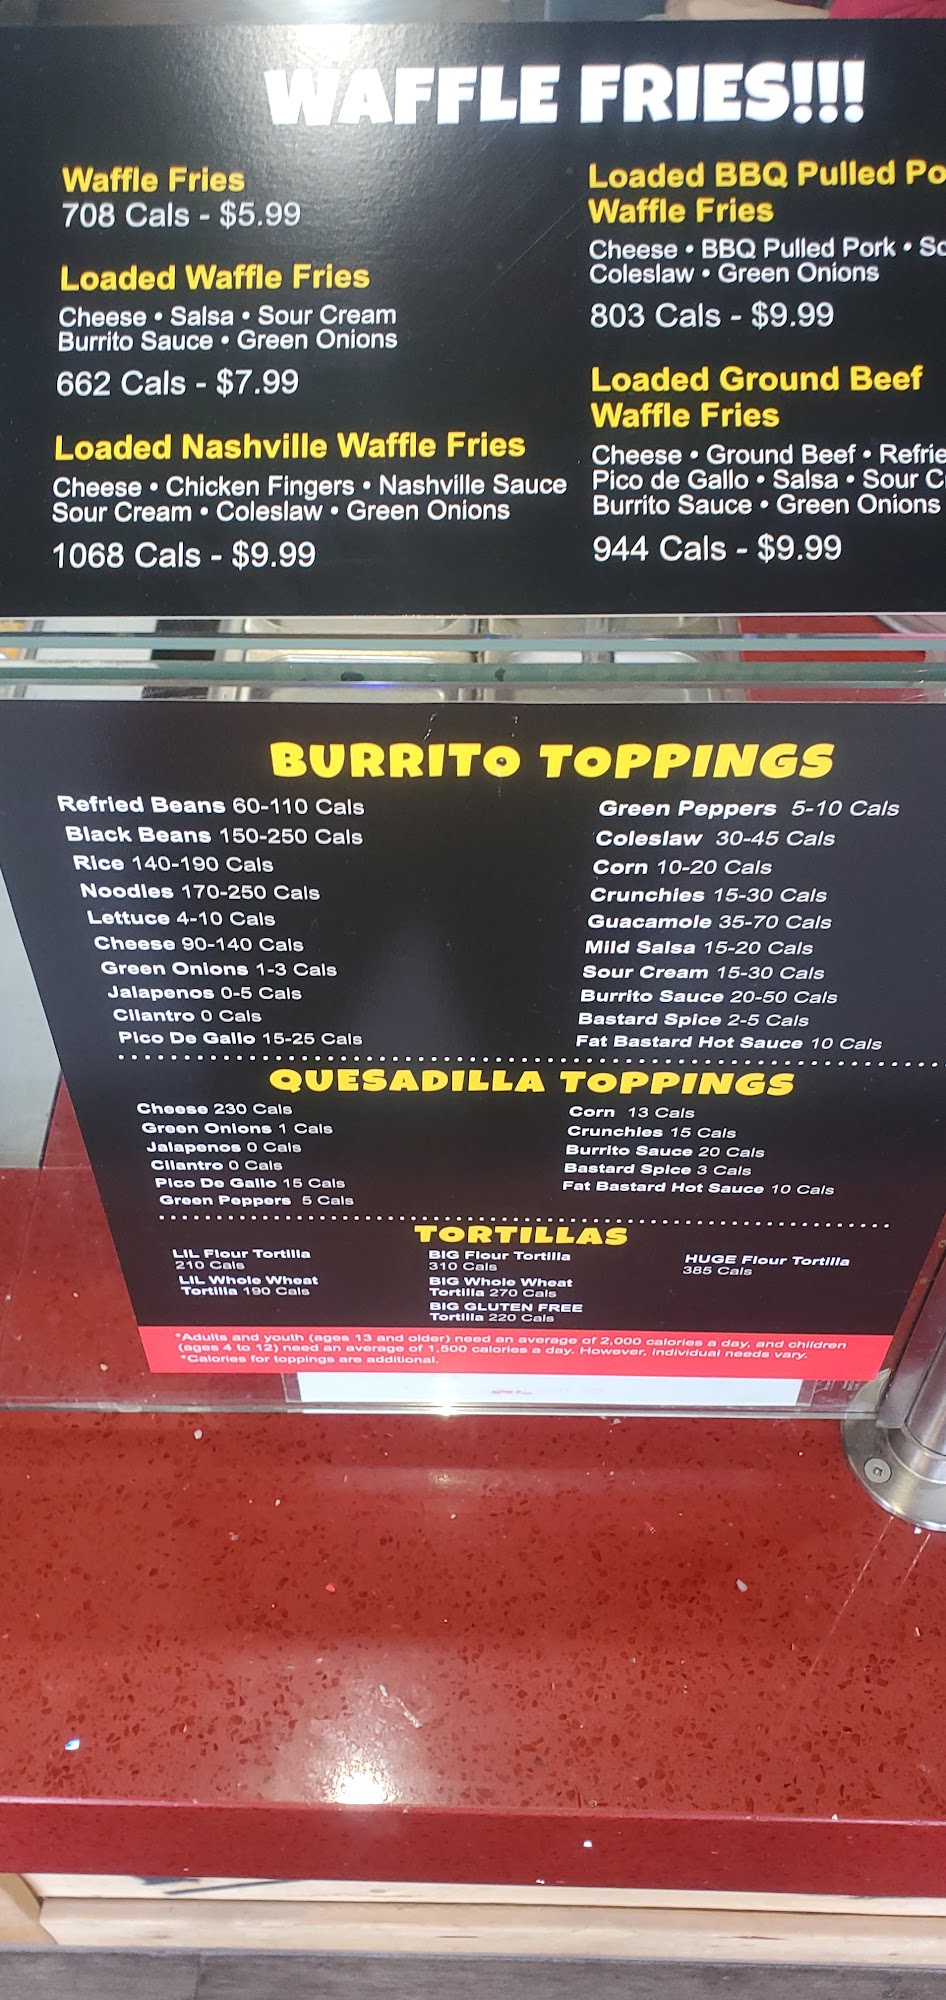 WAFFLE FRIES!!!
Waffle Fries
708 Cals - $5.99
Loaded Waffle Fries
Cheese • Salsa • Sour Cream
Burrito Sauce • Green Onions
662 Cals - $7.99
Loaded Nashville Waffle Fries
Cheese • Chicken Fingers • Nashville Sauce
Sour Cream • Coleslaw • Green Onions
1068 Cals - $9.99
Loaded BBQ Pulled
Waffle Fries
Cheese • BBQ Pulled Pork •
Coleslaw • Green Onions
803 Cals - $9.99
Loaded Ground Beef
Waffle Fries
Cheese • Ground Beef •
Pico de Gallo • Salsa • Sour
Burrito Sauce • Green Onions
944 Cals - $9.99
BURRITO TOPPINGS
Refried Beans 60-110 Cals
Black Beans 150-250 Cals
Rice 140-190 Cals
Noodles 170-250 Cals
Lettuce 4-10 Cals
Cheese 90-140 Cals
Green Onions 1-3 Cals
Jalapenos 0-5 Cals
Cilantro 0 Cals
Pico De Gallo 15-25 Cals
Green Peppers 5-10 Cals
Coleslaw 30-45 Cals
Corn 10-20 Cals
Crunchies 15-30 Cals
Guacamole 35-70 Cals
Mild Salsa 15-20 Cals
Sour Cream 15-30 Cals
Burrito Sauce 20-50 Cals
Bastard Spice 2-5 Cals
Fat Bastard Hot Sauce 10 Cals
QUESADILLA TOPPINGS
Cheese 230 Cals
Green Onions 1 Cals
Jalapenos 0 Cals
Cilantro 0 Cals
Pico De Gallo 15 Cals
Green Peppers 5 Cals
Corn 13 Cals
Crunchies 15 Cals
Burrito Sauce 20 Cals
Bastard Spice 3 Cals
Fat Bastard Hot Sauce 10 Cals
TORTILLAS
LIL Flour Tortilla
210 Cals
LIL Whole Wheat
Tortilla 190 Cals
BIG Flour Tortilla
310 Cals
BIG Whole Wheat
Tortilla 270 Cals
BIG GLUTEN FREE
Tortilla 220 Cals
HUGE Flour Tortilla
385 Cals
*Adults and youth (ages 13 and older) need an average of 2,000 calories a day, and children
(ages 4 to 12) need an average of 1,500 calories a day. However, individual needs vary.
*Calories for toppings are additional.